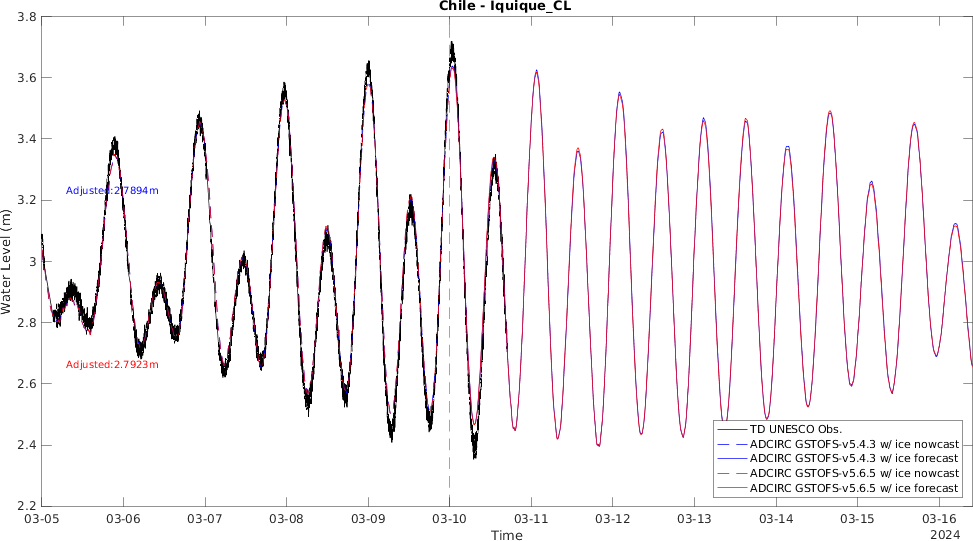 Chile - Iquique_CL
3.8
3.6
3.4
3.2
3
2.8
2.6
2.4
2.2
Water Level (m)
Adjusted:2.7894m
Adjusted:2.7923m
TD UNESCO Obs.
ADCIRC GSTOFS-v5.4.3 w/ ice nowcast
ADCIRC GSTOFS-v5.4.3 w/ ice forecast
ADCIRC GSTOFS-v5.6.5 w/ ice nowcast
ADCIRC GSTOFS-v5.6.5 w/ ice forecast
03-05 03-06 03-07 03-08 03-09 03-10 03-11 03-12 03-13 03-14 03-15 03-16
Time
2024